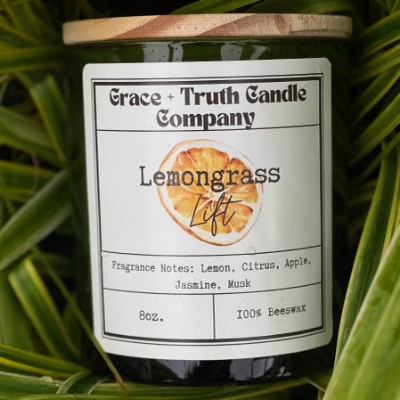 Grace + Truth Candle
Company
Lemongrass
Lift
Fragrance Notes: Lemon, Citrus, Apple,
Jasmine, Musk
8oz.
100% Beeswax